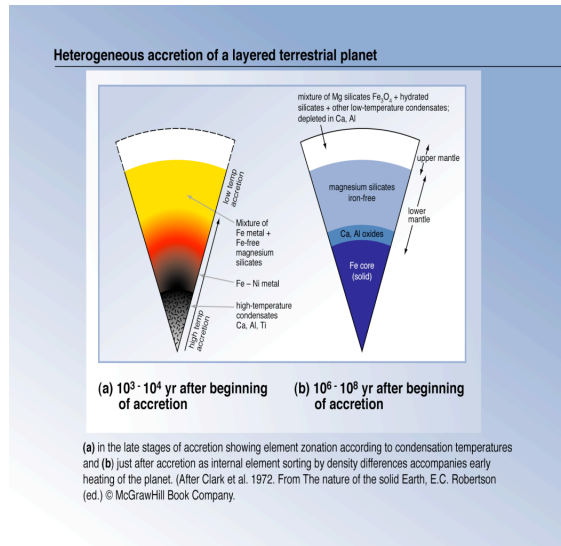 Heterogeneous accretion of a layered terrestrial planet
mixture of Mg silicates Fe₃O₄ + hydrated
silicates + other low-temperature condensates;
depleted in Ca, Al
low temp
accretion
Mixture of
Fe metal +
Fe-free
magnesium
silicates
Fe – Ni metal
high-temperature
condensates
Ca, Al, Ti
high temp
accretion
upper mantle
magnesium silicates
iron-free
lower
mantle
Ca, Al oxides
Fe core
(solid)
(a) 10³ - 10⁴ yr after beginning
of accretion
(b) 10⁶ - 10⁸ yr after beginning
of accretion
(a) in the late stages of accretion showing element zonation according to condensation temperatures
and (b) just after accretion as internal element sorting by density differences accompanies early
heating of the planet. (After Clark et al. 1972. From The nature of the solid Earth, E.C. Robertson
(ed.) © McGrawHill Book Company.